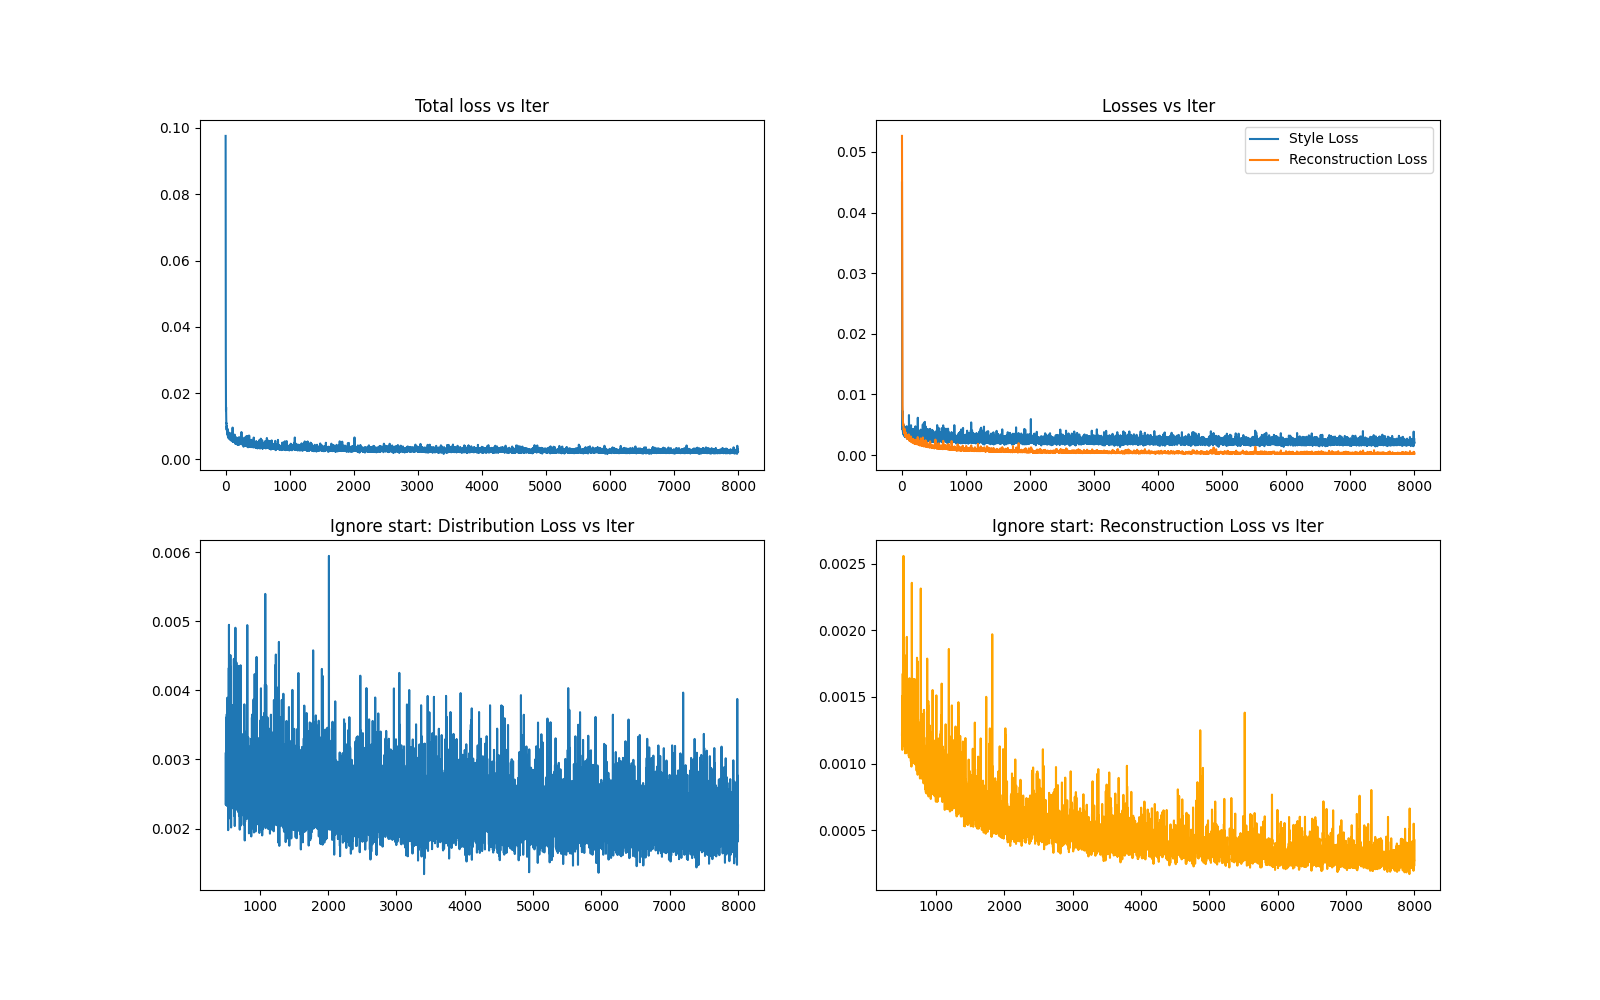 Total loss vs Iter
0.10
0.08
0.06
0.04
0.02
0.00
0 1000 2000 3000 4000 5000 6000 7000 8000
Losses vs Iter
Style Loss
Reconstruction Loss
0.05
0.04
0.03
0.02
0.01
0.00
0 1000 2000 3000 4000 5000 6000 7000 8000
Ignore start: Distribution Loss vs Iter
0.006
0.005
0.004
0.003
0.002
1000 2000 3000 4000 5000 6000 7000 8000
Ignore start: Reconstruction Loss vs Iter
0.0025
0.0020
0.0015
0.0010
0.0005
1000 2000 3000 4000 5000 6000 7000 8000